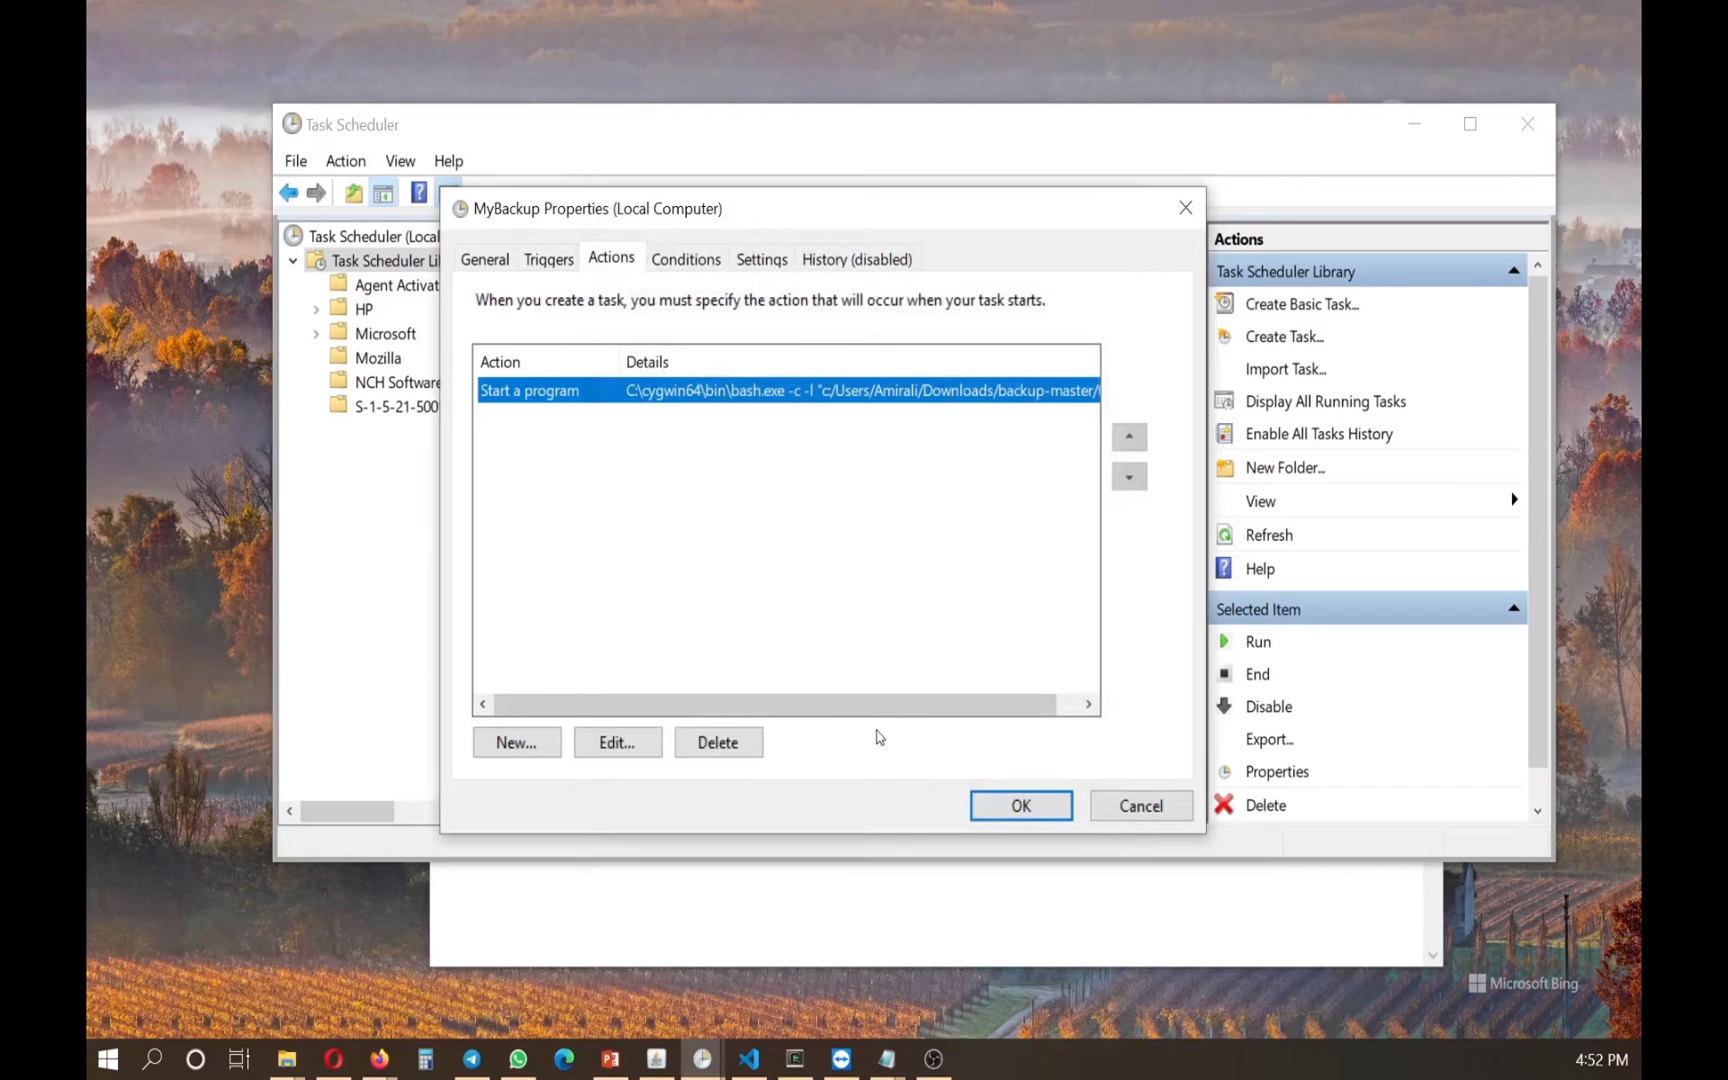 Task Scheduler
File Action View Help
MyBackup Properties (Local Computer)
Task Scheduler (Local
Task Scheduler Li
Agent Activat
HP
Microsoft
Mozilla
NCH Software
S-1-5-21-500
General Triggers Actions Conditions Settings History (disabled)
When you create a task, you must specify the action that will occur when your task starts.
Action Details
Start a program C:\cygwin64\bin\bash.exe -c -l "c/Users/Amirali/Downloads/backup-master/
New... Edit... Delete
OK Cancel
Actions
Task Scheduler Library
Create Basic Task...
Create Task...
Import Task...
Display All Running Tasks
Enable All Tasks History
New Folder...
View
Refresh
Help
Selected Item
Run
End
Disable
Export...
Properties
Delete
Microsoft Bing
4:52 PM